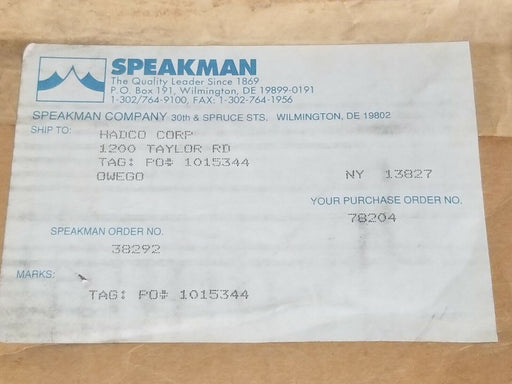 SPEAKMAN
The Quality Leader Since 1869
P.O. Box 191, Wilmington, DE 19899-0191
1-302/764-9100, FAX: 1-302-764-1956
SPEAKMAN COMPANY 30th & SPRUCE STS, WILMINGTON, DE 19802
SHIP TO: HADCO CORP
1200 TAYLOR RD
TAG: PO# 1015344
OWEGO NY 13827
YOUR PURCHASE ORDER NO.
78204
SPEAKMAN ORDER NO.
38292
MARKS:
TAG: PO# 1015344